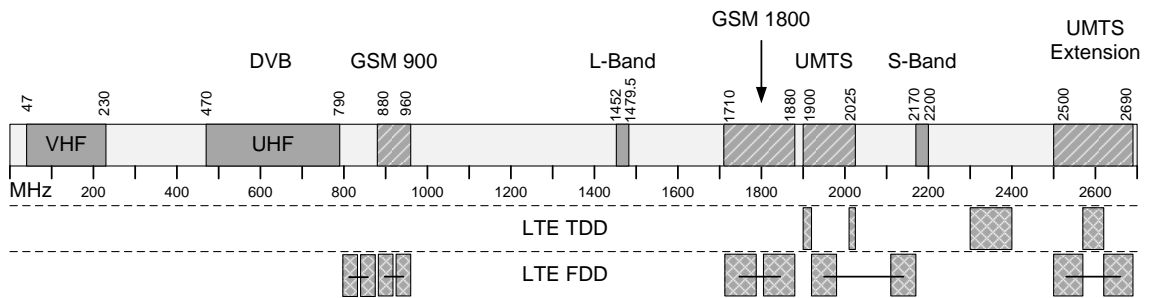 GSM 1800
UMTS
Extension
DVB
GSM 900
L-Band
UMTS
S-Band
47
230
470
790
880
960
1452
1479.5
1710
1880
1900
2025
2170
2200
2500
2690
VHF
UHF
MHz
200
400
600
800
1000
1200
1400
1600
1800
2000
2200
2400
2600
LTE TDD
LTE FDD